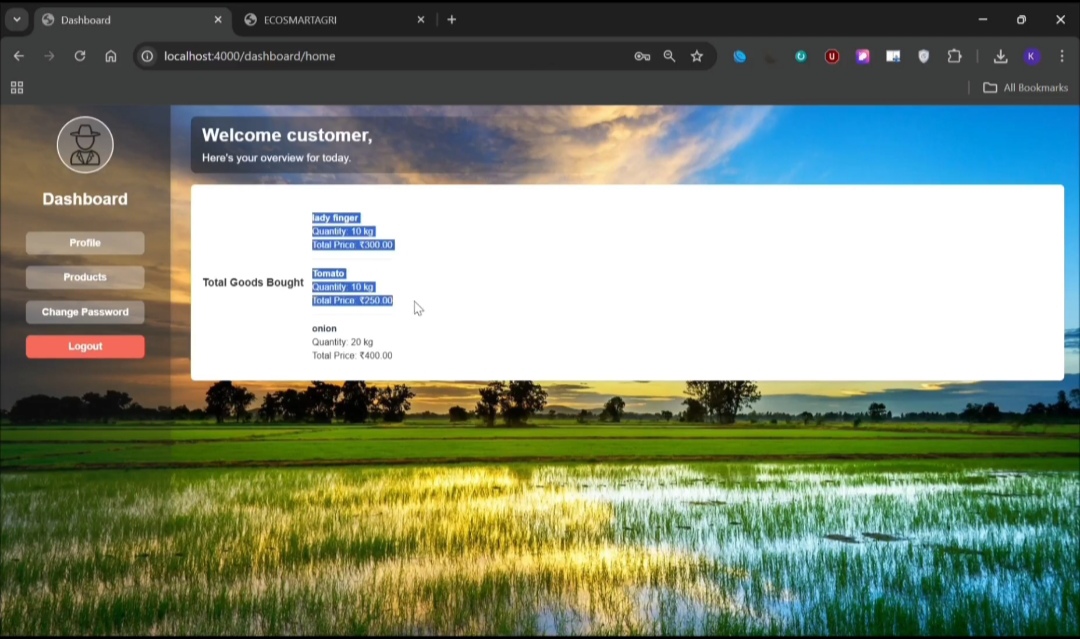 Dashboard
ECOSMARTAGRI
localhost:4000/dashboard/home
U
K
All Bookmarks
Dashboard
Profile
Products
Change Password
Logout
Welcome customer,
Here's your overview for today.
Total Goods Bought
lady finger
Quantity: 10 kg
Total Price: ₹300.00
Tomato
Quantity: 10 kg
Total Price: ₹250.00
onion
Quantity: 20 kg
Total Price: ₹400.00